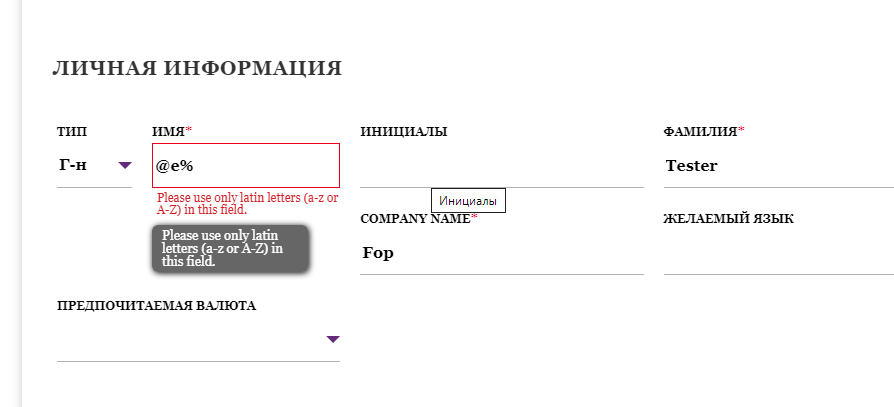 ЛИЧНАЯ ИНФОРМАЦИЯ
ТИП
ИМЯ*
ИНИЦИАЛЫ
ФАМИЛИЯ*
Г-н
@e%
Tester
Please use only latin letters (a-z or
A-Z) in this field.
Инициалы
Please use only latin
letters (a-z or A-Z) in
this field.
COMPANY NAME*
ЖЕЛАЕМЫЙ ЯЗЫК
Fop
ПРЕДПОЧИТАЕМАЯ ВАЛЮТА